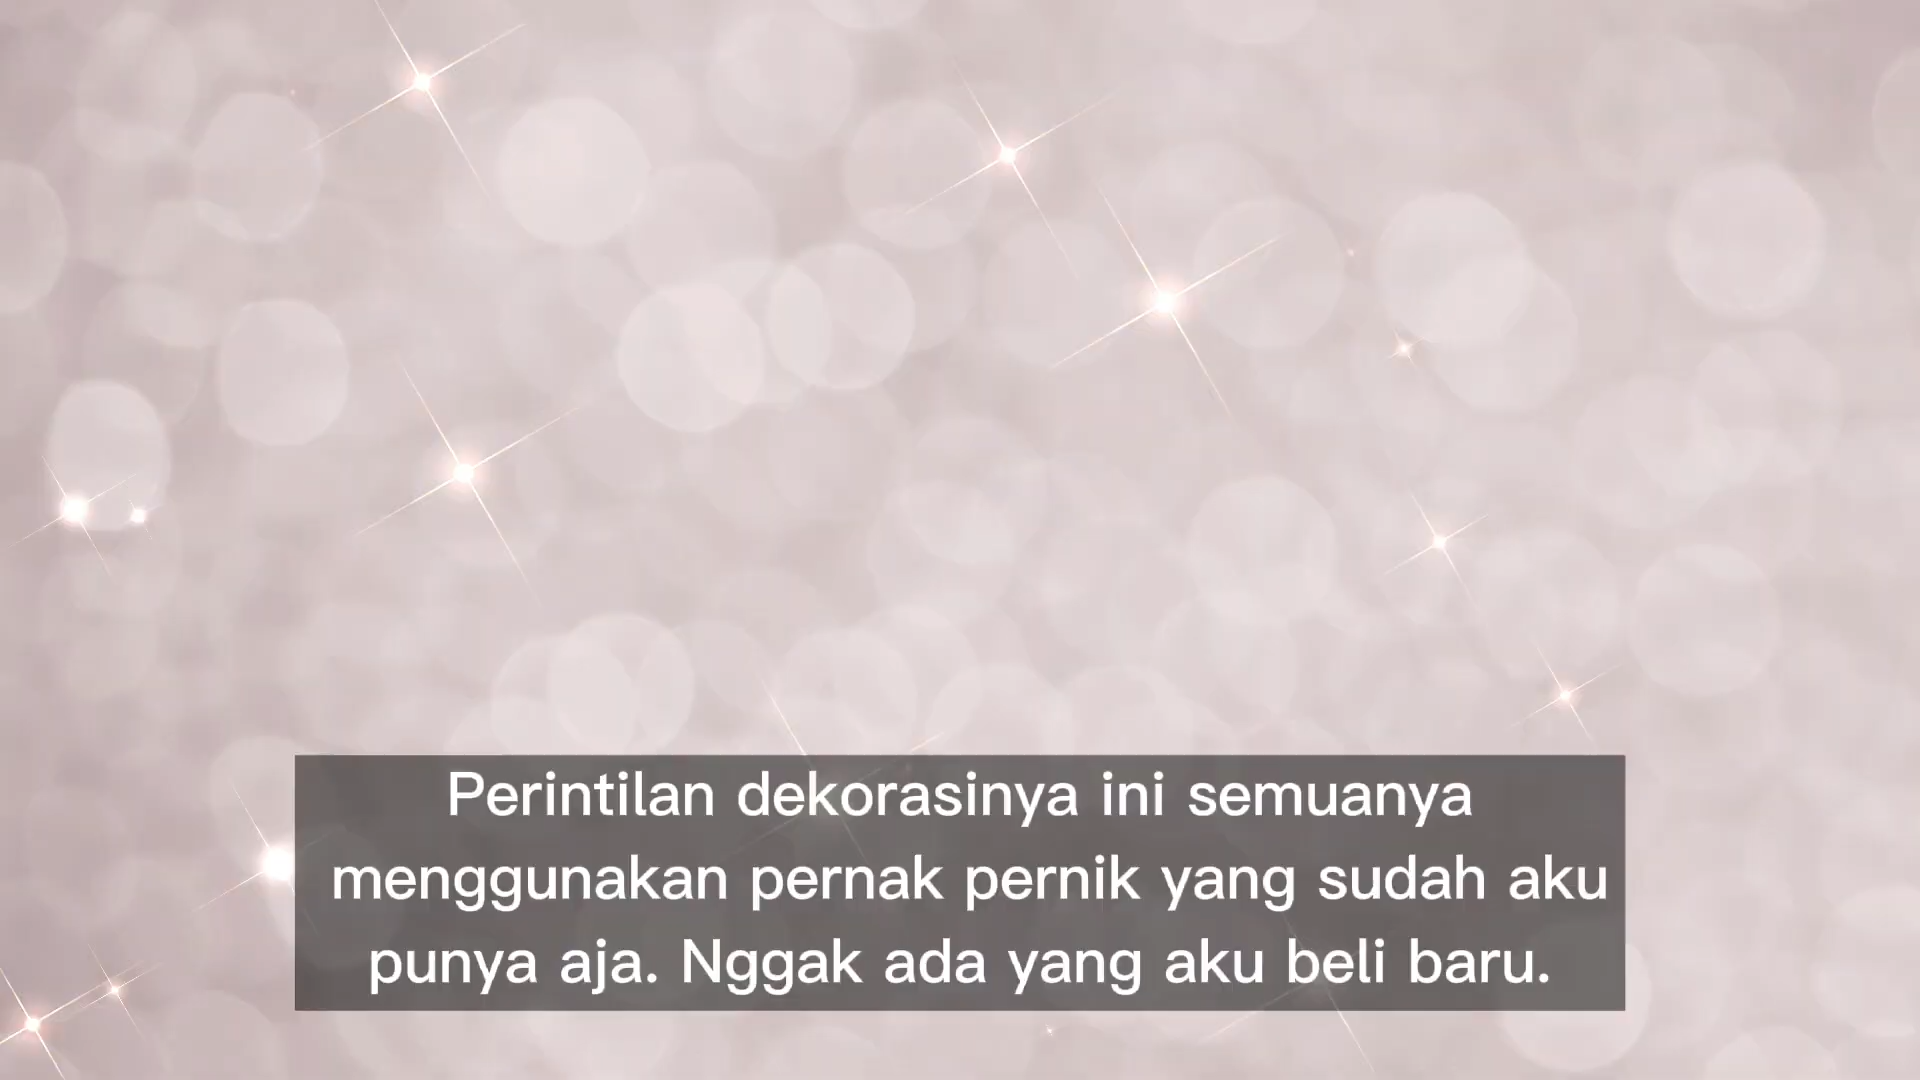 Perintilan dekorasinya ini semuanya
menggunakan pernak pernik yang sudah aku
punya aja. Nggak ada yang aku beli baru.